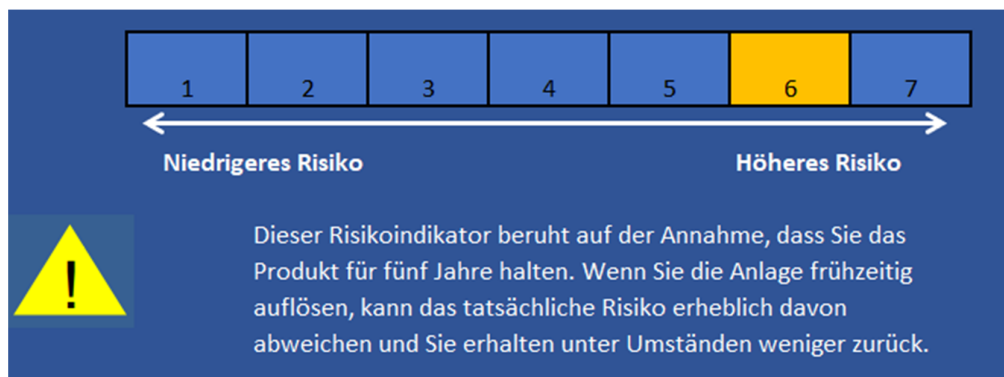 1 2 3 4 5 6 7
Niedrigeres Risiko Höheres Risiko
Dieser Risikoindikator beruht auf der Annahme, dass Sie das
Produkt für fünf Jahre halten. Wenn Sie die Anlage frühzeitig
auflösen, kann das tatsächliche Risiko erheblich davon
abweichen und Sie erhalten unter Umständen weniger zurück.
!